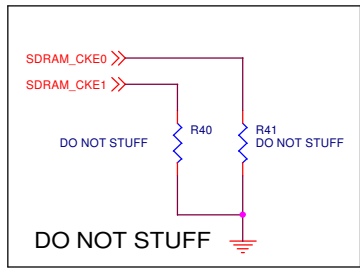 SDRAM_CKE0
SDRAM_CKE1
R40
R41
DO NOT STUFF
DO NOT STUFF
DO NOT STUFF